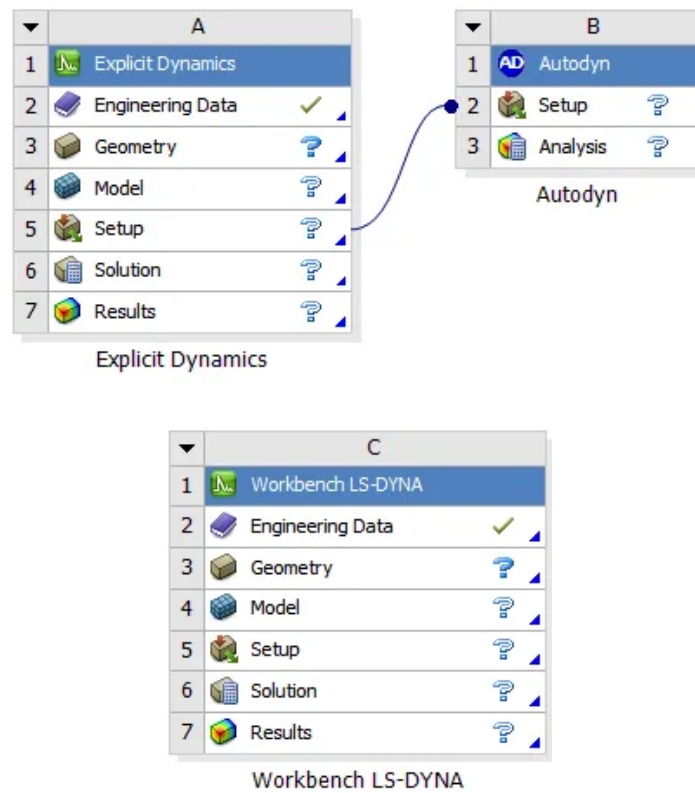 A
1 Explicit Dynamics
2 Engineering Data
3 Geometry ?
4 Model ?
5 Setup ?
6 Solution ?
7 Results ?
Explicit Dynamics
B
1 AD Autodyn
2 Setup ?
3 Analysis ?
Autodyn
C
1 Workbench LS-DYNA
2 Engineering Data
3 Geometry ?
4 Model ?
5 Setup ?
6 Solution ?
7 Results ?
Workbench LS-DYNA